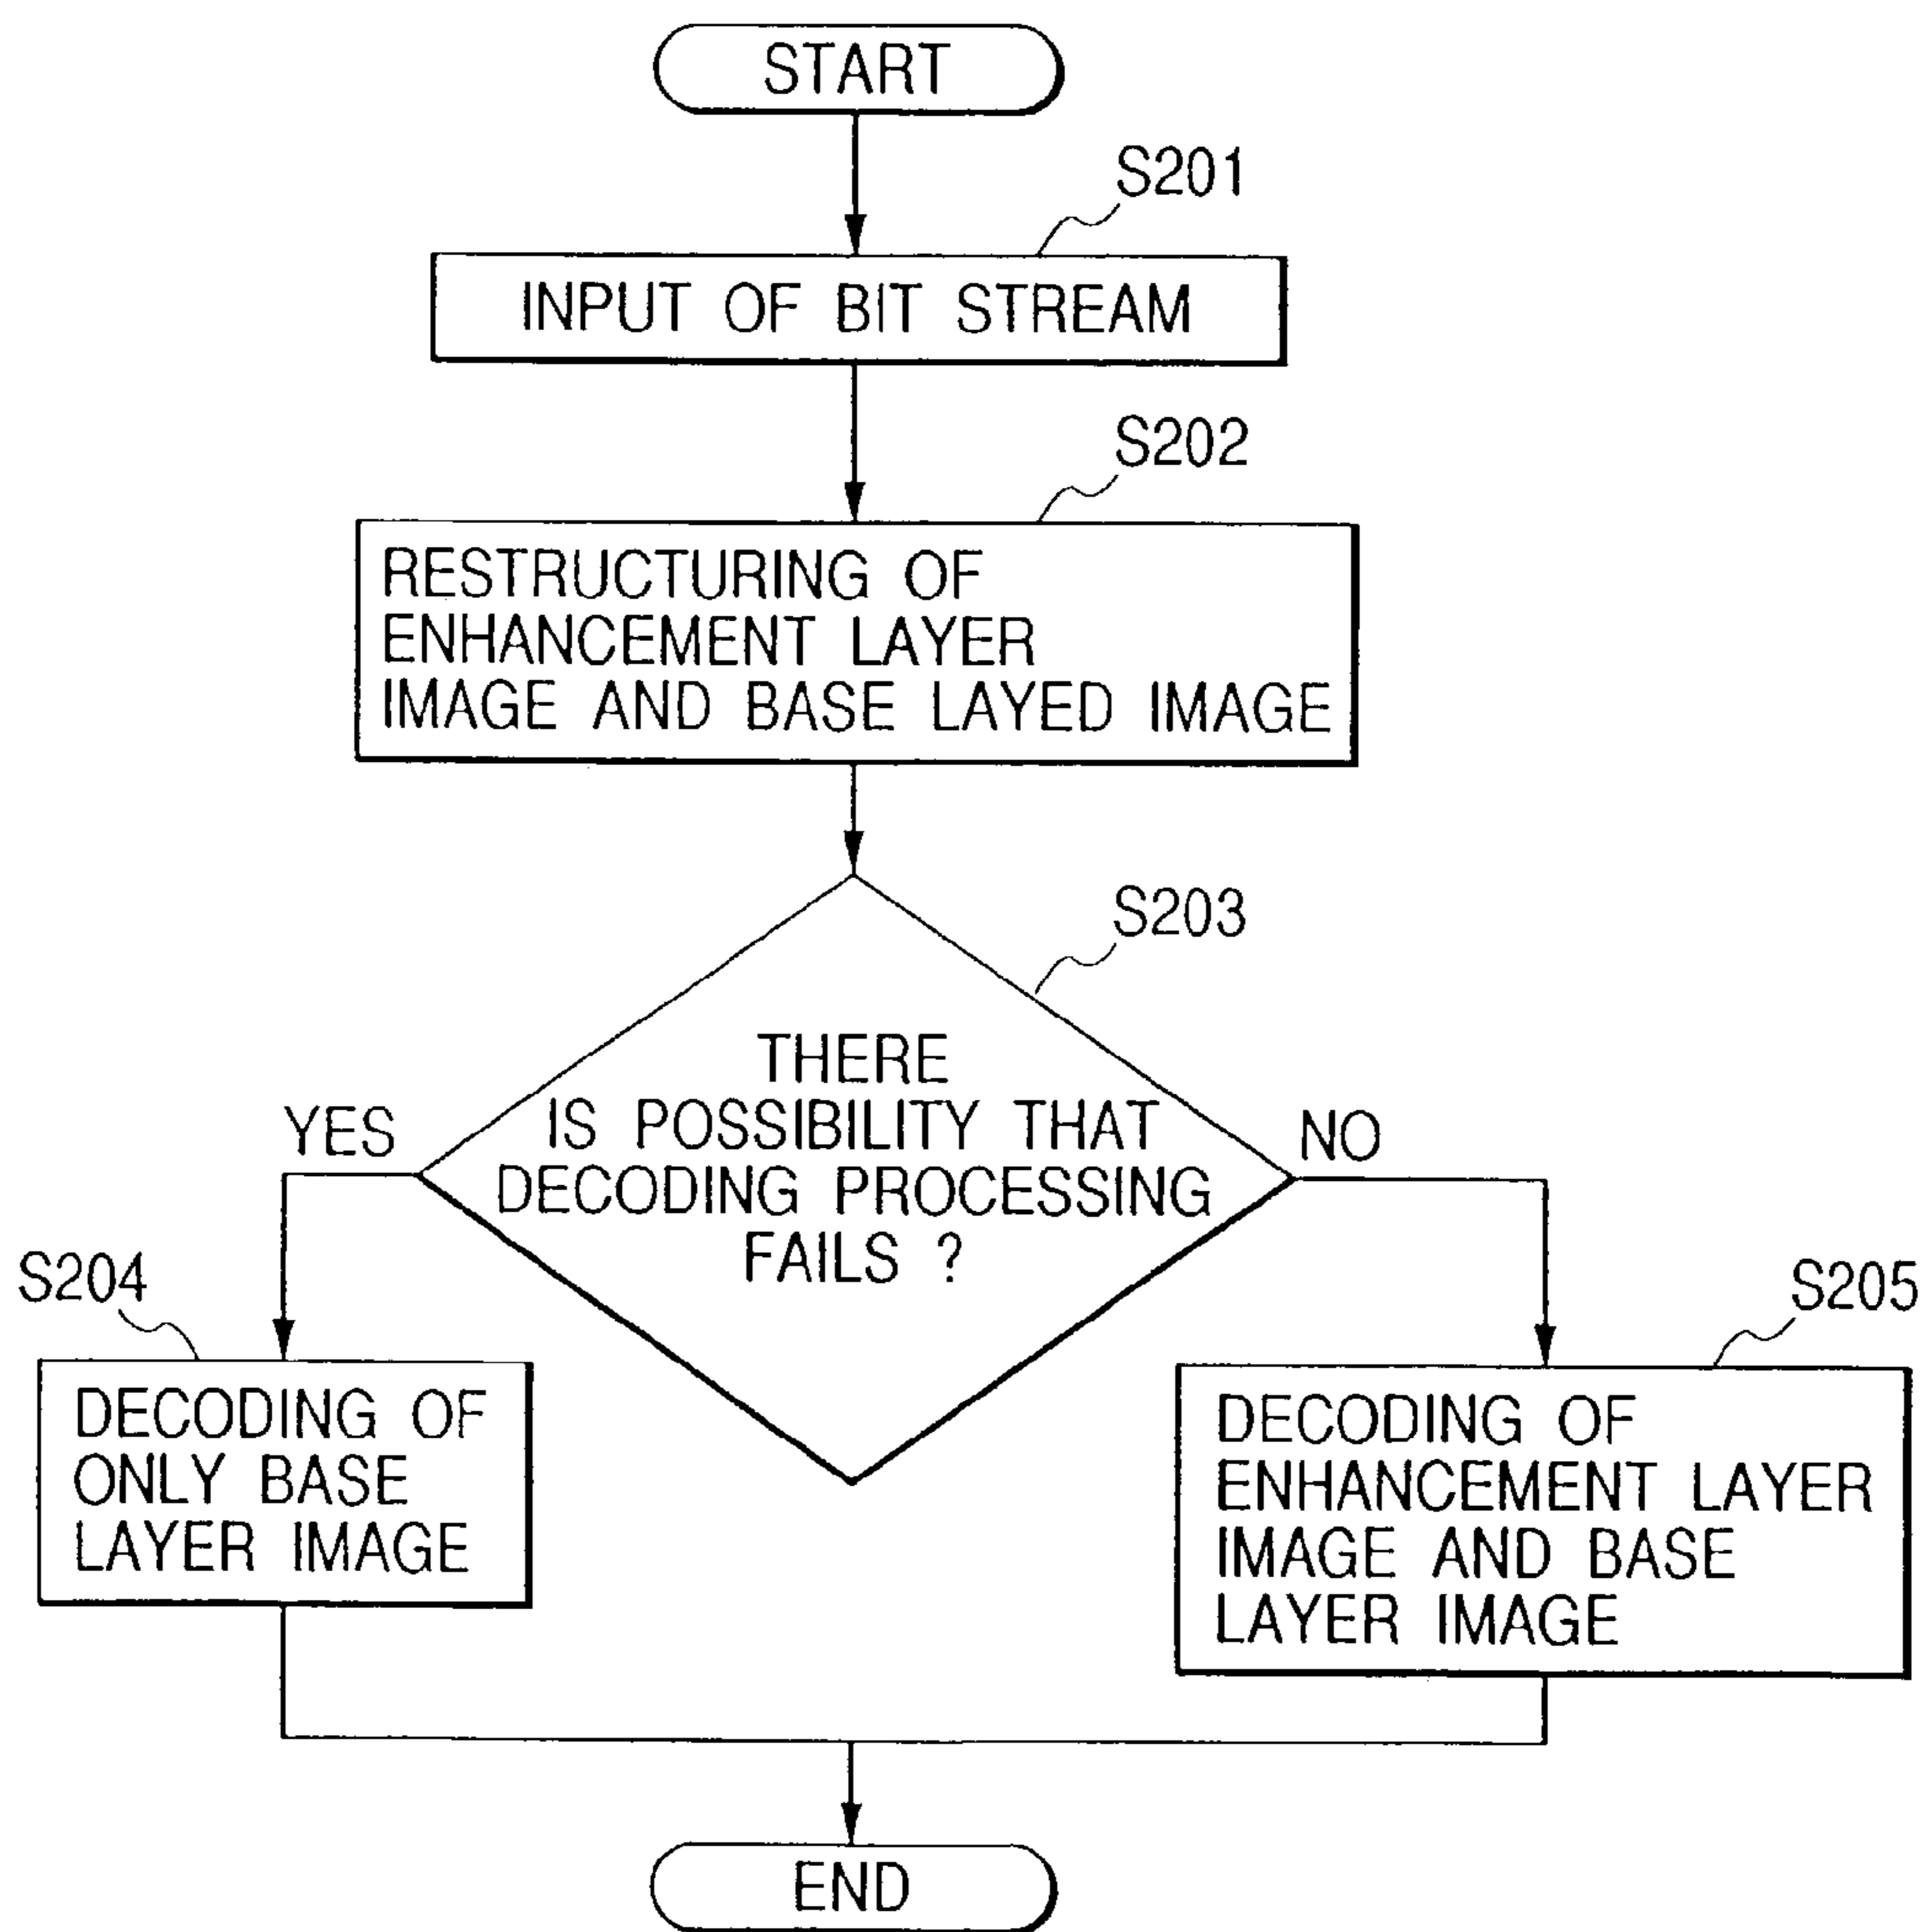 START
S201
INPUT OF BIT STREAM
S202
RESTRUCTURING OF
ENHANCEMENT LAYER
IMAGE AND BASE LAYED IMAGE
S203
THERE
IS POSSIBILITY THAT
DECODING PROCESSING
FAILS ?
YES
NO
S204
DECODING OF
ONLY BASE
LAYER IMAGE
S205
DECODING OF
ENHANCEMENT LAYER
IMAGE AND BASE
LAYER IMAGE
END